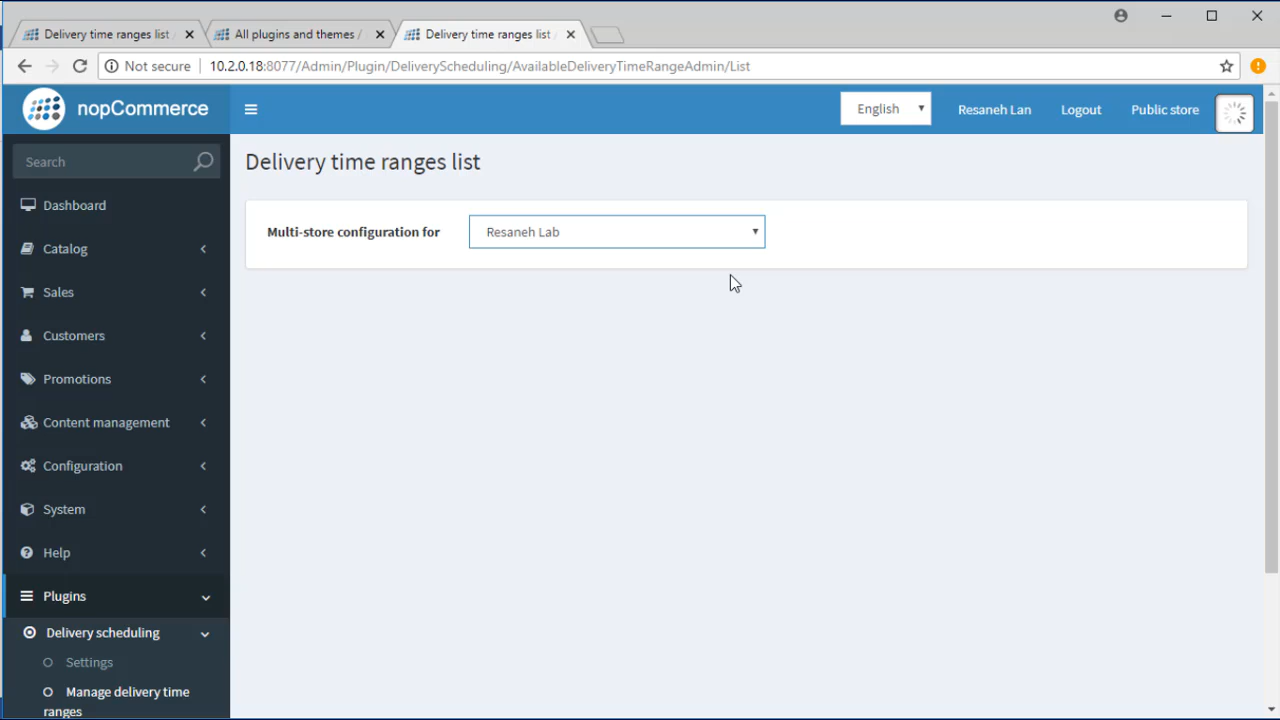 Delivery time ranges list
All plugins and themes /
Delivery time ranges list
Not secure
10.2.0.18:8077/Admin/Plugin/DeliveryScheduling/AvailableDeliveryTimeRangeAdmin/List
nopCommerce
English
Resaneh Lan
Logout
Public store
Search
Delivery time ranges list
Multi-store configuration for
Resaneh Lab
Dashboard
Catalog
Sales
Customers
Promotions
Content management
Configuration
System
Help
Plugins
Delivery scheduling
Settings
Manage delivery time
ranges